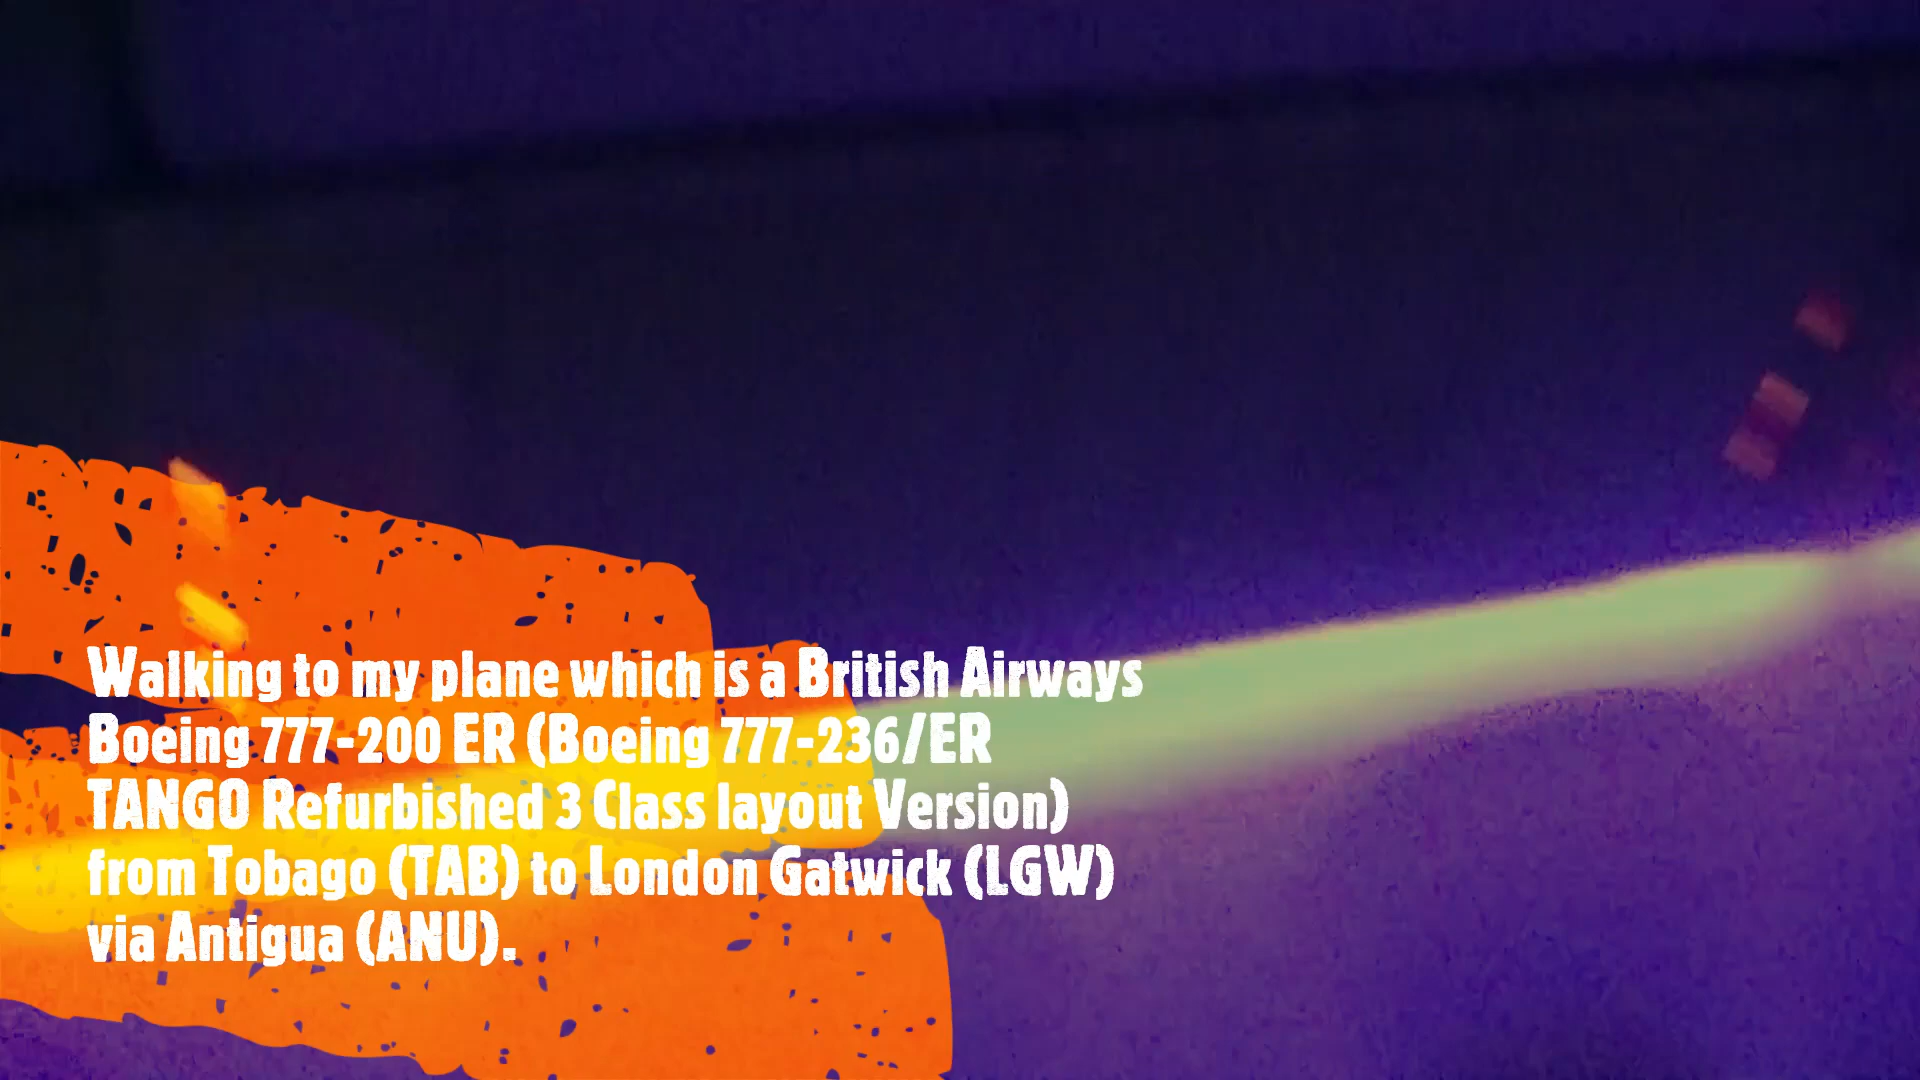 Walking to my plane which is a British Airways
Boeing 777-200 ER (Boeing 777-236/ER
TANGO Refurbished 3 Class layout Version)
from Tobago (TAB) to London Gatwick (LGW)
via Antigua (ANU).